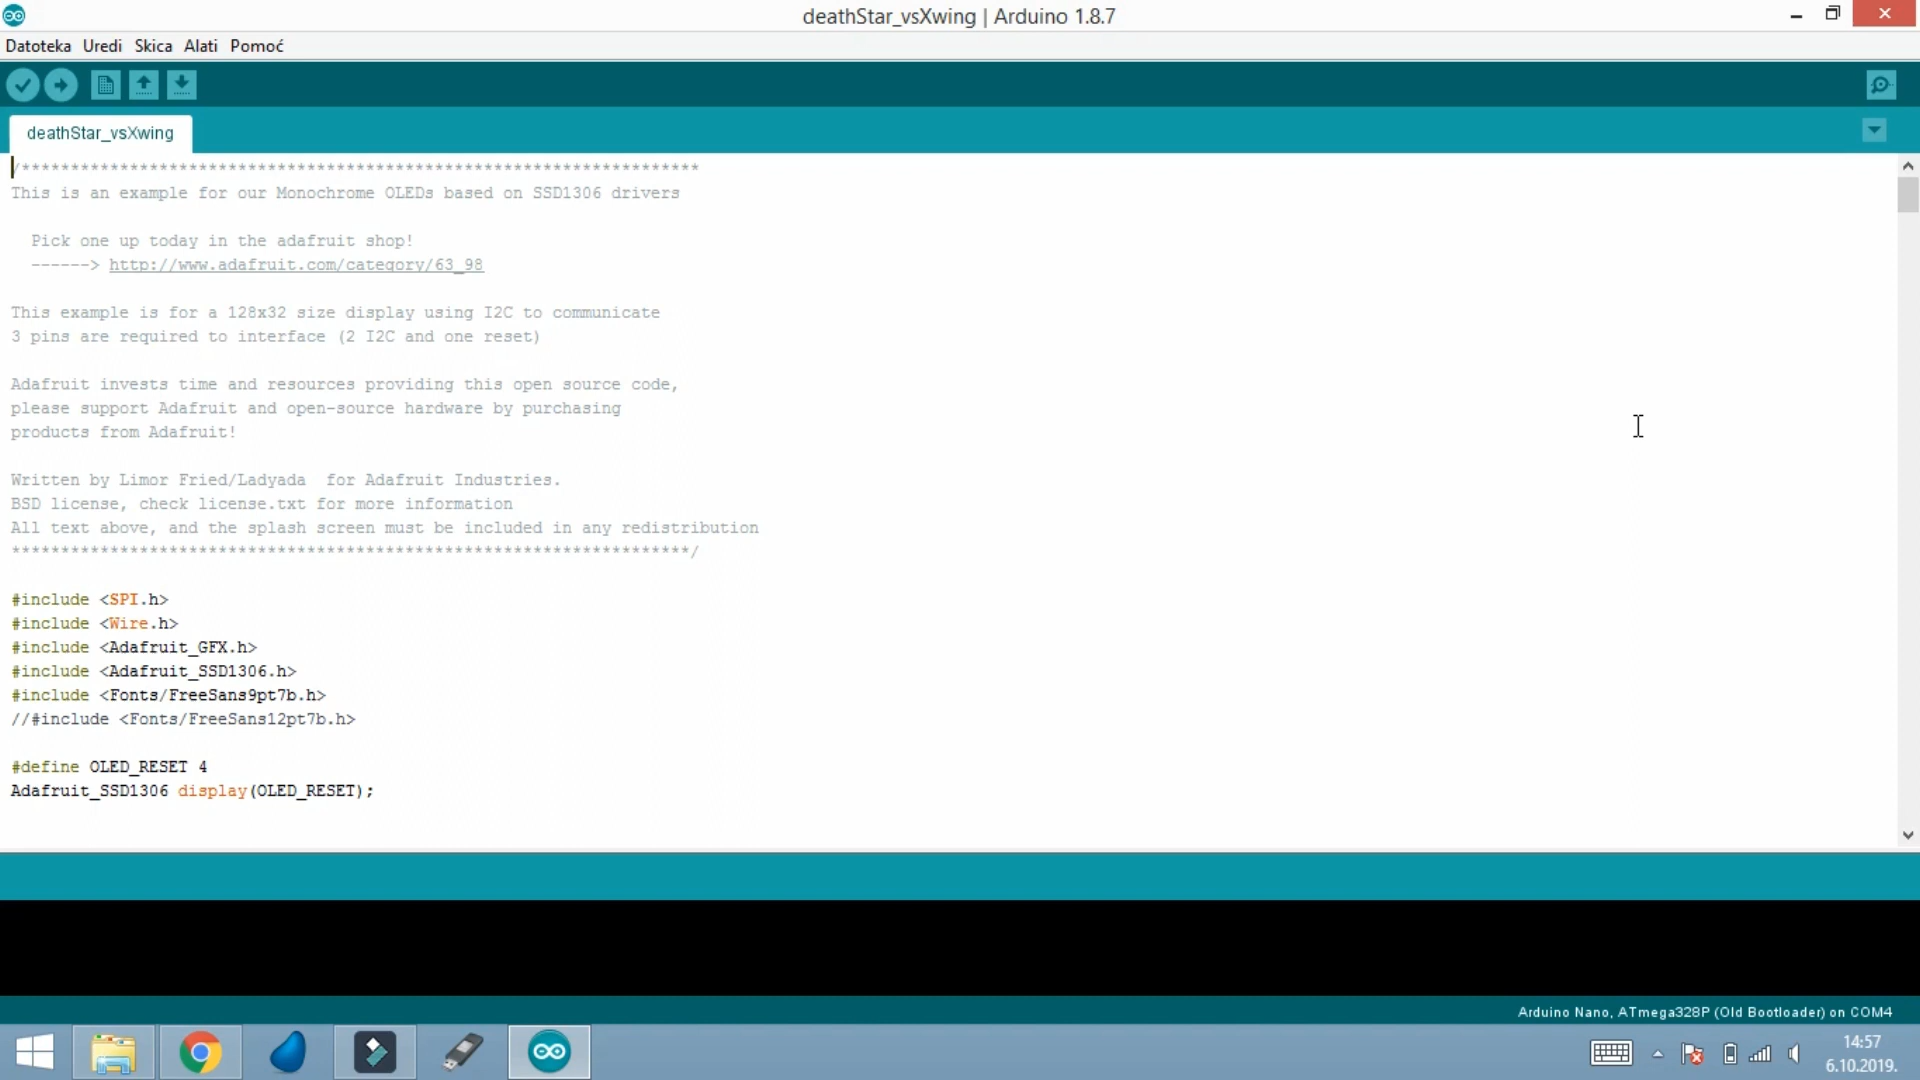 deathStar_vsXwing | Arduino 1.8.7
Datoteka Uredi Skica Alati Pomoć
deathStar_vsXwing
/*********************************************************************
This is an example for our Monochrome OLEDs based on SSD1306 drivers
Pick one up today in the adafruit shop!
------> http://www.adafruit.com/category/63_98
This example is for a 128x32 size display using I2C to communicate
3 pins are required to interface (2 I2C and one reset)
Adafruit invests time and resources providing this open source code,
please support Adafruit and open-source hardware by purchasing
products from Adafruit!
Written by Limor Fried/Ladyada  for Adafruit Industries.
BSD license, check license.txt for more information
All text above, and the splash screen must be included in any redistribution
*********************************************************************/
#include <SPI.h>
#include <Wire.h>
#include <Adafruit_GFX.h>
#include <Adafruit_SSD1306.h>
#include <Fonts/FreeSans9pt7b.h>
//#include <Fonts/FreeSans12pt7b.h>
#define OLED_RESET 4
Adafruit_SSD1306 display(OLED_RESET);
Arduino Nano, ATmega328P (Old Bootloader) on COM4
14:57
6.10.2019.